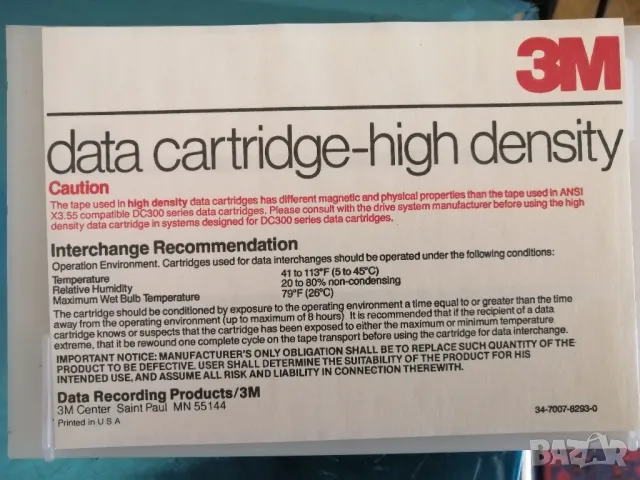 3M
data cartridge-high density
Caution
The tape used in high density data cartridges has different magnetic and physical properties than the tape used in ANSI
X3.55 compatible DC300 series data cartridges. Please consult with the drive system manufacturer before using the high
density data cartridge in systems designed for DC300 series data cartridges.
Interchange Recommendation
Operation Environment. Cartridges used for data interchanges should be operated under the following conditions:
Temperature 41 to 113°F (5 to 45°C)
Relative Humidity 20 to 80% non-condensing
Maximum Wet Bulb Temperature 79°F (26°C)
The cartridge should be conditioned by exposure to the operating environment a time equal to or greater than the time
away from the operating environment (up to maximum of 8 hours) It is recommended that if the recipient of a data
cartridge knows or suspects that the cartridge has been exposed to either the maximum or minimum temperature
extreme, that it be rewound one complete cycle on the tape transport before using the cartridge for data interchange.
IMPORTANT NOTICE: MANUFACTURER'S ONLY OBLIGATION SHALL BE TO REPLACE SUCH QUANTITY OF THE
PRODUCT TO BE DEFECTIVE. USER SHALL DETERMINE THE SUITABILITY OF THE PRODUCT FOR HIS
INTENDED USE, AND ASSUME ALL RISK AND LIABILITY IN CONNECTION THEREWITH.
Data Recording Products/3M
3M Center Saint Paul MN 55144
Printed in U S A
34-7007-8293-0
BAZAR